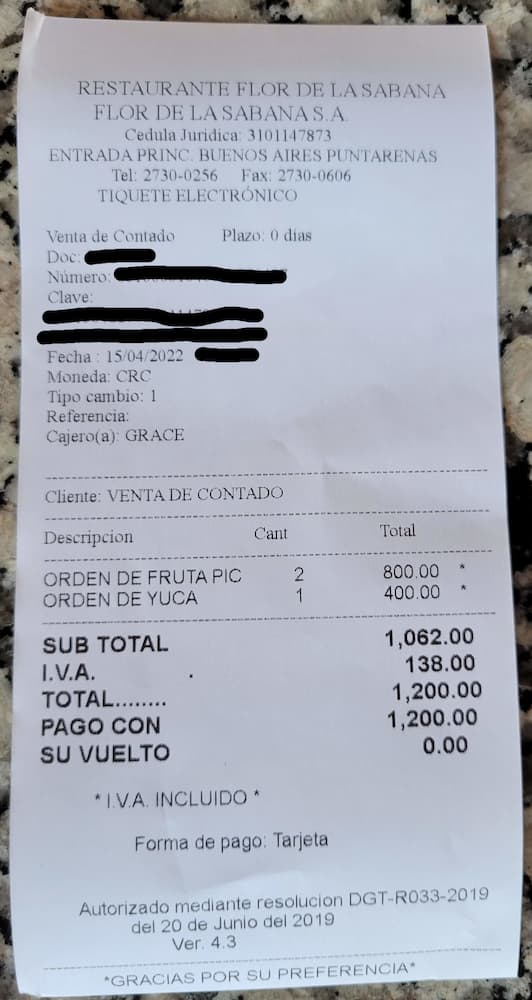 RESTAURANTE FLOR DE LA SABANA
FLOR DE LA SABANA S.A.
Cedula Juridica: 3101147873
ENTRADA PRINC. BUENOS AIRES PUNTARENAS
Tel: 2730-0256 Fax: 2730-0606
TIQUETE ELECTRÓNICO
Venta de Contado Plazo: 0 dias
Doc:
Número:
Clave:
Fecha : 15/04/2022
Moneda: CRC
Tipo cambio: 1
Referencia:
Cajero(a): GRACE
Cliente: VENTA DE CONTADO
Descripcion Cant Total
ORDEN DE FRUTA PIC 2 800.00 *
ORDEN DE YUCA 1 400.00 *
SUB TOTAL 1,062.00
I.V.A. 138.00
TOTAL........ 1,200.00
PAGO CON 1,200.00
SU VUELTO 0.00
* I.V.A. INCLUIDO *
Forma de pago: Tarjeta
Autorizado mediante resolucion DGT-R033-2019
del 20 de Junio del 2019
Ver. 4.3
*GRACIAS POR SU PREFERENCIA*